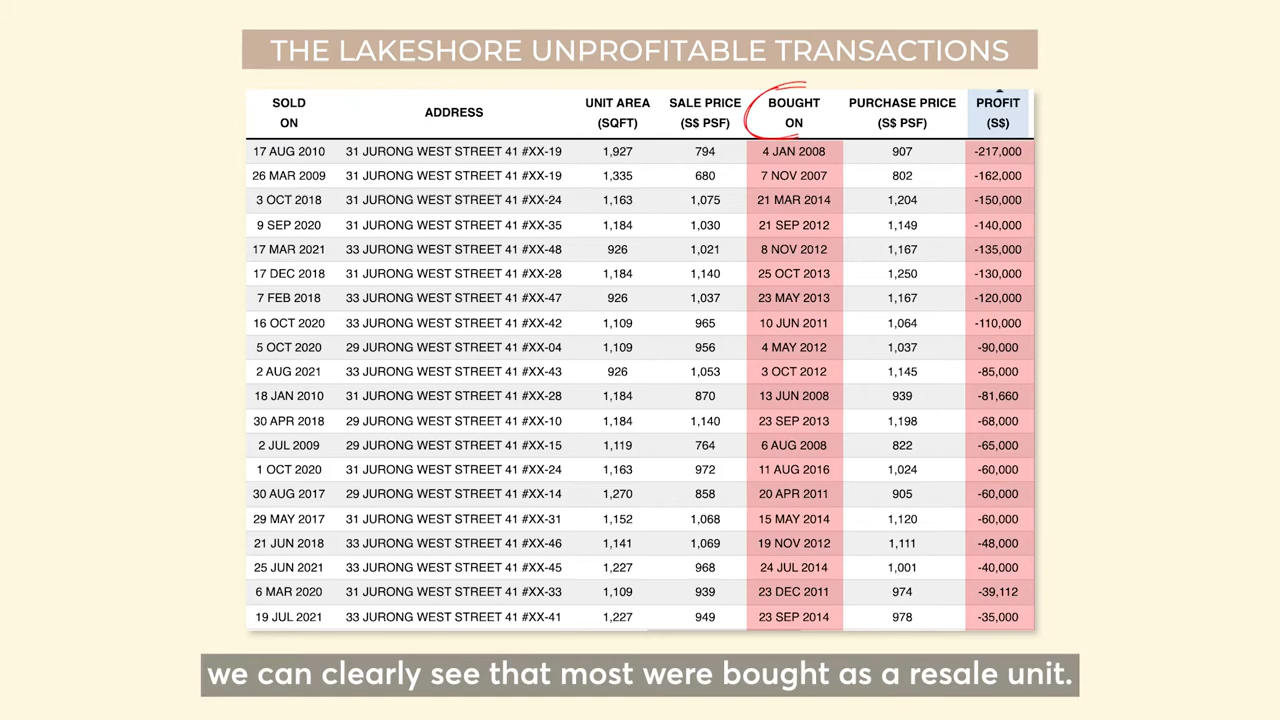 THE LAKESHORE UNPROFITABLE TRANSACTIONS
SOLD ON ADDRESS UNIT AREA (SQFT) SALE PRICE (S$ PSF) BOUGHT ON PURCHASE PRICE (S$ PSF) PROFIT (S$)
17 AUG 2010 31 JURONG WEST STREET 41 #XX-19 1,927 794 4 JAN 2008 907 -217,000
26 MAR 2009 31 JURONG WEST STREET 41 #XX-19 1,335 680 7 NOV 2007 802 -162,000
3 OCT 2018 31 JURONG WEST STREET 41 #XX-24 1,163 1,075 21 MAR 2014 1,204 -150,000
9 SEP 2020 31 JURONG WEST STREET 41 #XX-35 1,184 1,030 21 SEP 2012 1,149 -140,000
17 MAR 2021 33 JURONG WEST STREET 41 #XX-48 926 1,021 8 NOV 2012 1,167 -135,000
17 DEC 2018 31 JURONG WEST STREET 41 #XX-28 1,184 1,140 25 OCT 2013 1,250 -130,000
7 FEB 2018 33 JURONG WEST STREET 41 #XX-47 926 1,037 23 MAY 2013 1,167 -120,000
16 OCT 2020 33 JURONG WEST STREET 41 #XX-42 1,109 965 10 JUN 2011 1,064 -110,000
5 OCT 2020 29 JURONG WEST STREET 41 #XX-04 1,109 956 4 MAY 2012 1,037 -90,000
2 AUG 2021 33 JURONG WEST STREET 41 #XX-43 926 1,053 3 OCT 2012 1,145 -85,000
18 JAN 2010 31 JURONG WEST STREET 41 #XX-28 1,184 870 13 JUN 2008 939 -81,660
30 APR 2018 29 JURONG WEST STREET 41 #XX-10 1,184 1,140 23 SEP 2013 1,198 -68,000
2 JUL 2009 29 JURONG WEST STREET 41 #XX-15 1,119 764 6 AUG 2008 822 -65,000
1 OCT 2020 31 JURONG WEST STREET 41 #XX-24 1,163 972 11 AUG 2016 1,024 -60,000
30 AUG 2017 29 JURONG WEST STREET 41 #XX-14 1,270 858 20 APR 2011 905 -60,000
29 MAY 2017 31 JURONG WEST STREET 41 #XX-31 1,152 1,068 15 MAY 2014 1,120 -60,000
21 JUN 2018 33 JURONG WEST STREET 41 #XX-46 1,141 1,069 19 NOV 2012 1,111 -48,000
25 JUN 2021 33 JURONG WEST STREET 41 #XX-45 1,227 968 24 JUL 2014 1,001 -40,000
6 MAR 2020 31 JURONG WEST STREET 41 #XX-33 1,109 939 23 DEC 2011 974 -39,112
19 JUL 2021 33 JURONG WEST STREET 41 #XX-41 1,227 949 23 SEP 2014 978 -35,000
we can clearly see that most were bought as a resale unit.